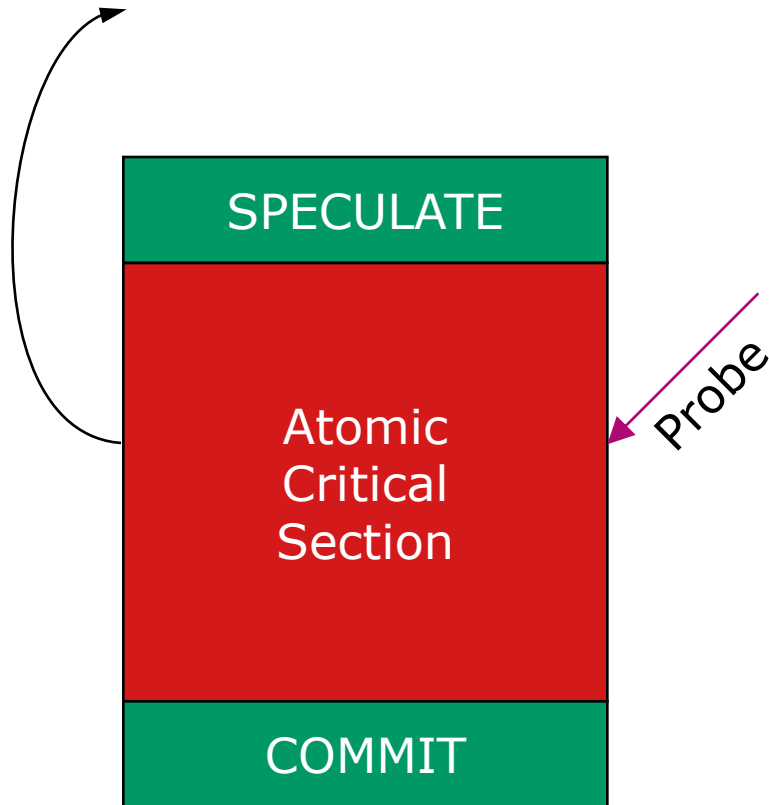 SPECULATE
Probe
Atomic
Critical
Section
COMMIT